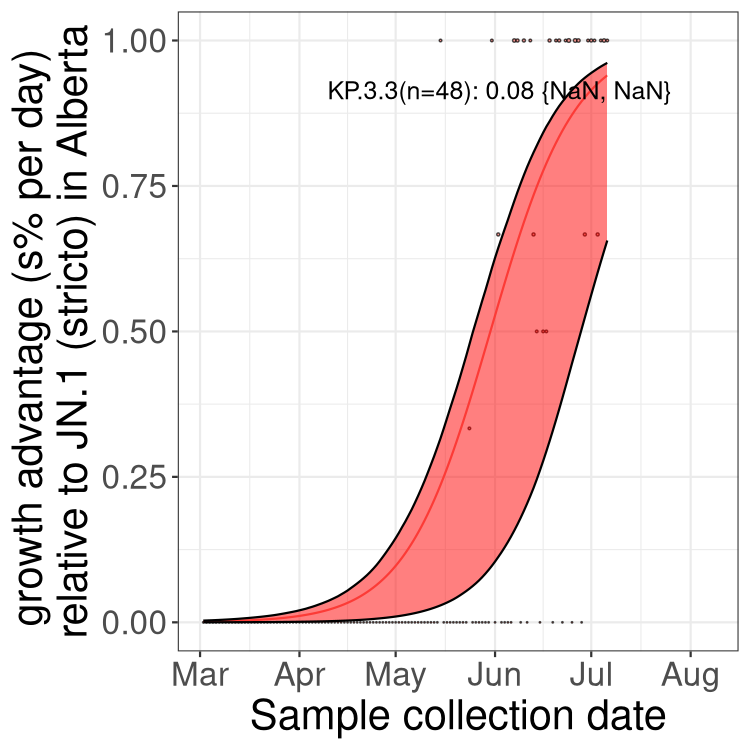 growth advantage (s% per day)
relative to JN.1 (stricto) in Alberta
1.00
0.75
0.50
0.25
0.00
KP.3.3(n=48): 0.08 {NaN, NaN}
Mar Apr May Jun Jul Aug
Sample collection date